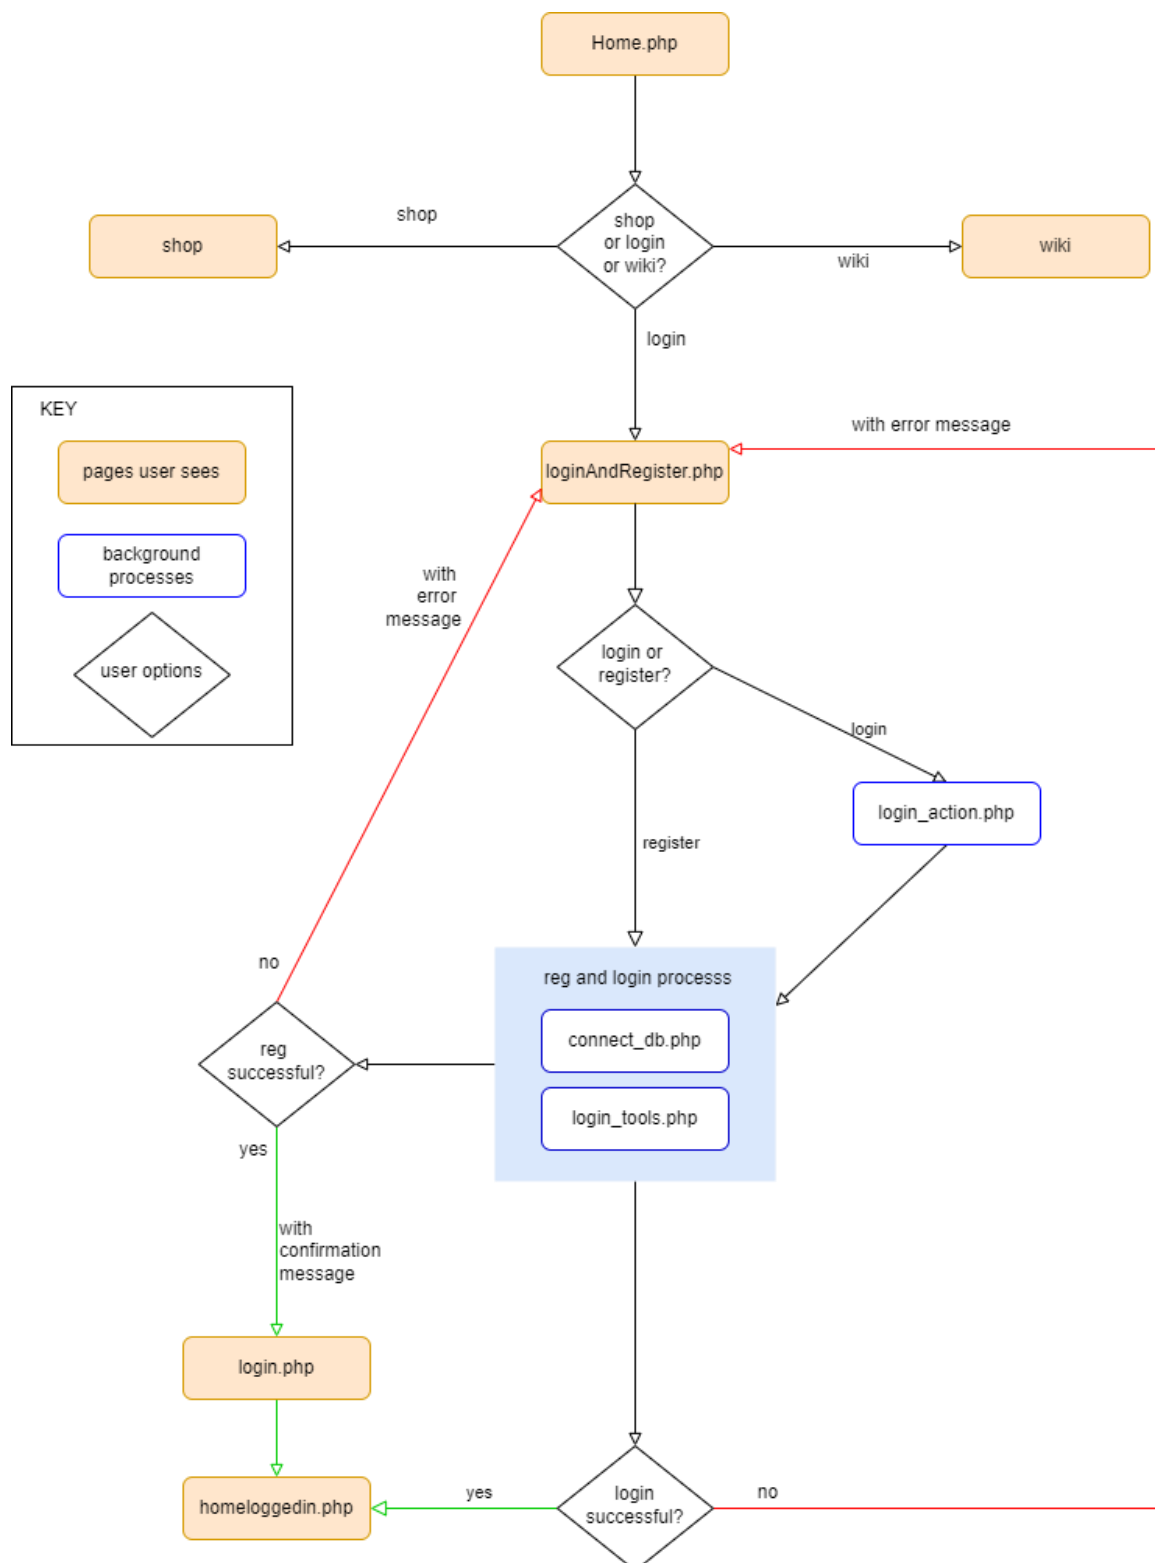 Home.php
shop
shop
or login
or wiki?
shop
wiki
wiki
login
KEY
pages user sees
background
processes
user options
with error message
loginAndRegister.php
with
error
message
login or
register?
login
login_action.php
register
no
reg and login processs
connect_db.php
login_tools.php
reg
successful?
yes
with
confirmation
message
login.php
homeloggedin.php
yes
login
successful?
no